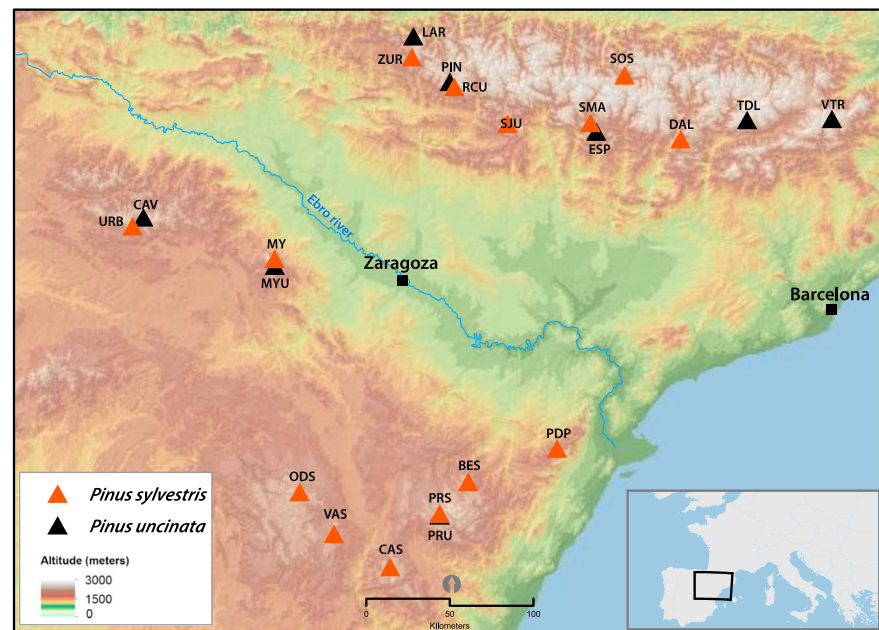 LAR
ZUR
PIN
RCU
SOS
SJU
SMA
ESP
DAL
TDL
VTR
CAV
URB
Ebro river
MY
MYU
Zaragoza
Barcelona
PDP
BES
ODS
PRS
VAS
PRU
CAS
Pinus sylvestris
Pinus uncinata
Altitude (meters)
3000
1500
0
0 50 100
Kilometers